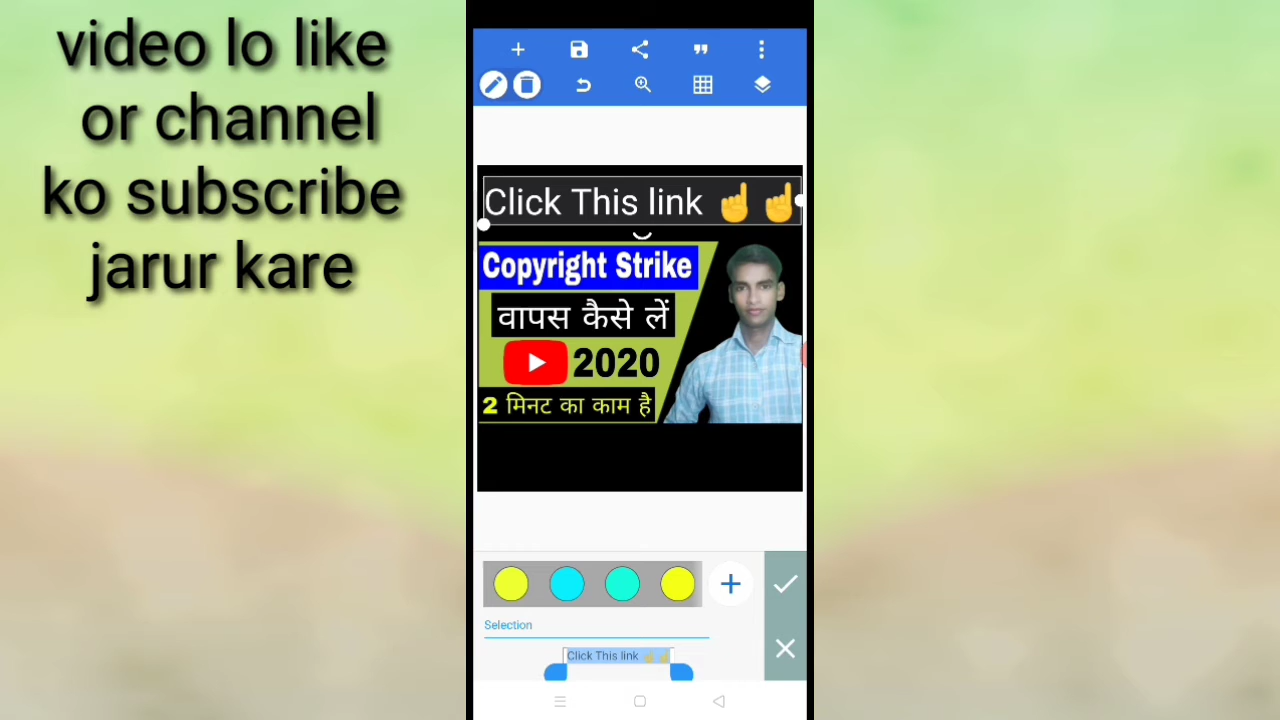 video lo like
or channel
ko subscribe
jarur kare
Click This link ☝☝
Copyright Strike
वापस कैसे लें
2020
2 मिनट का काम है
Selection
Click This link ☝☝